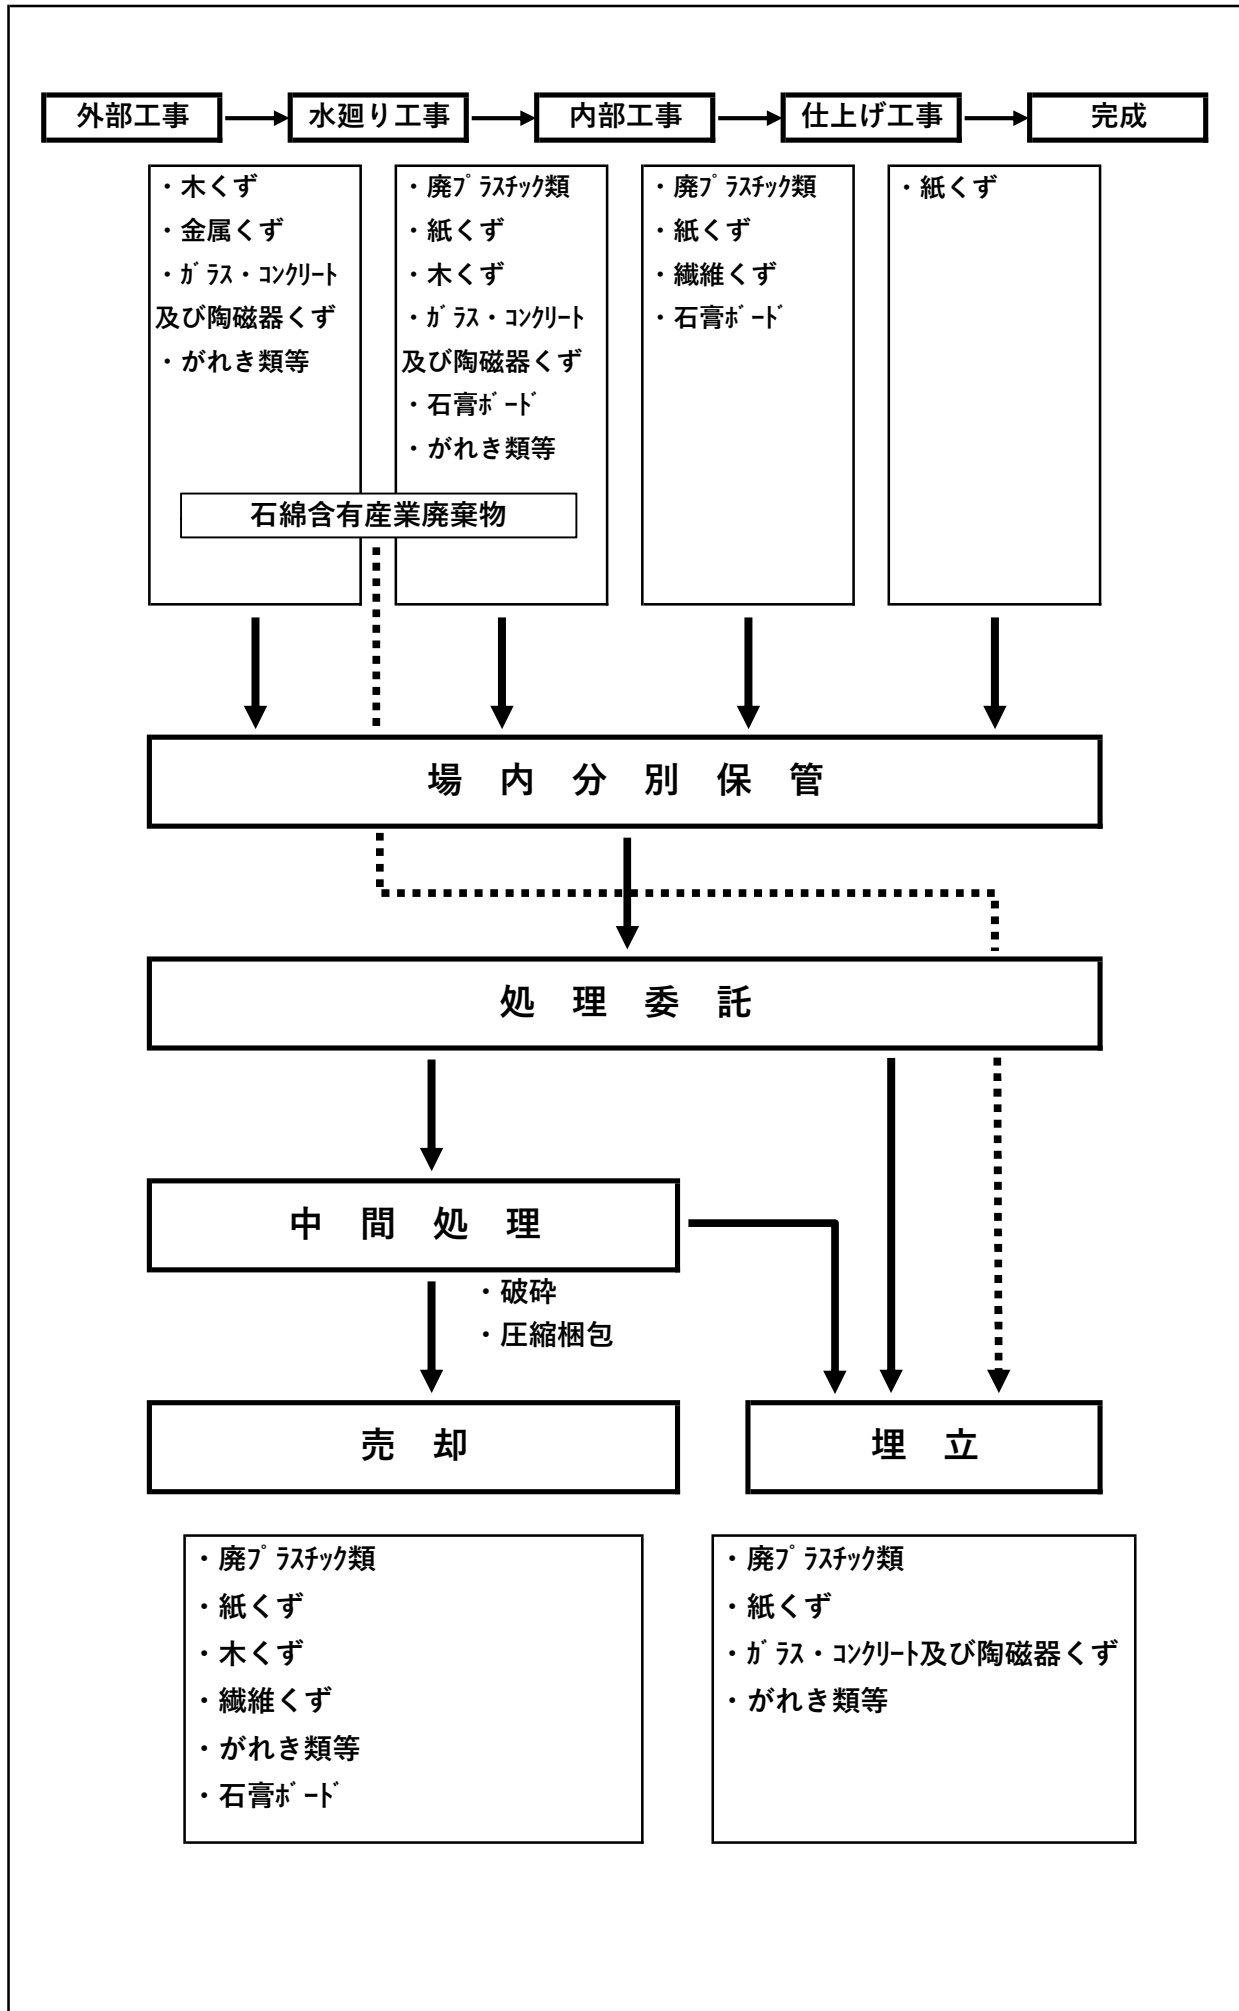 外部工事
水廻り工事
内部工事
仕上げ工事
完成
・木くず
・金属くず
・ｶﾞﾗｽ・ｺﾝｸﾘｰﾄ
及び陶磁器くず
・がれき類等
・廃ﾌﾟﾗｽﾁｯｸ類
・紙くず
・木くず
・ｶﾞﾗｽ・ｺﾝｸﾘｰﾄ
及び陶磁器くず
・石膏ﾎﾞｰﾄﾞ
・がれき類等
・廃ﾌﾟﾗｽﾁｯｸ類
・紙くず
・繊維くず
・石膏ﾎﾞｰﾄﾞ
・紙くず
石綿含有産業廃棄物
場　内　分　別　保　管
処　理　委　託
中　間　処　理
・破砕
・圧縮梱包
売　却
埋　立
・廃ﾌﾟﾗｽﾁｯｸ類
・紙くず
・木くず
・繊維くず
・がれき類等
・石膏ﾎﾞｰﾄﾞ
・廃ﾌﾟﾗｽﾁｯｸ類
・紙くず
・ｶﾞﾗｽ・ｺﾝｸﾘｰﾄ及び陶磁器くず
・がれき類等